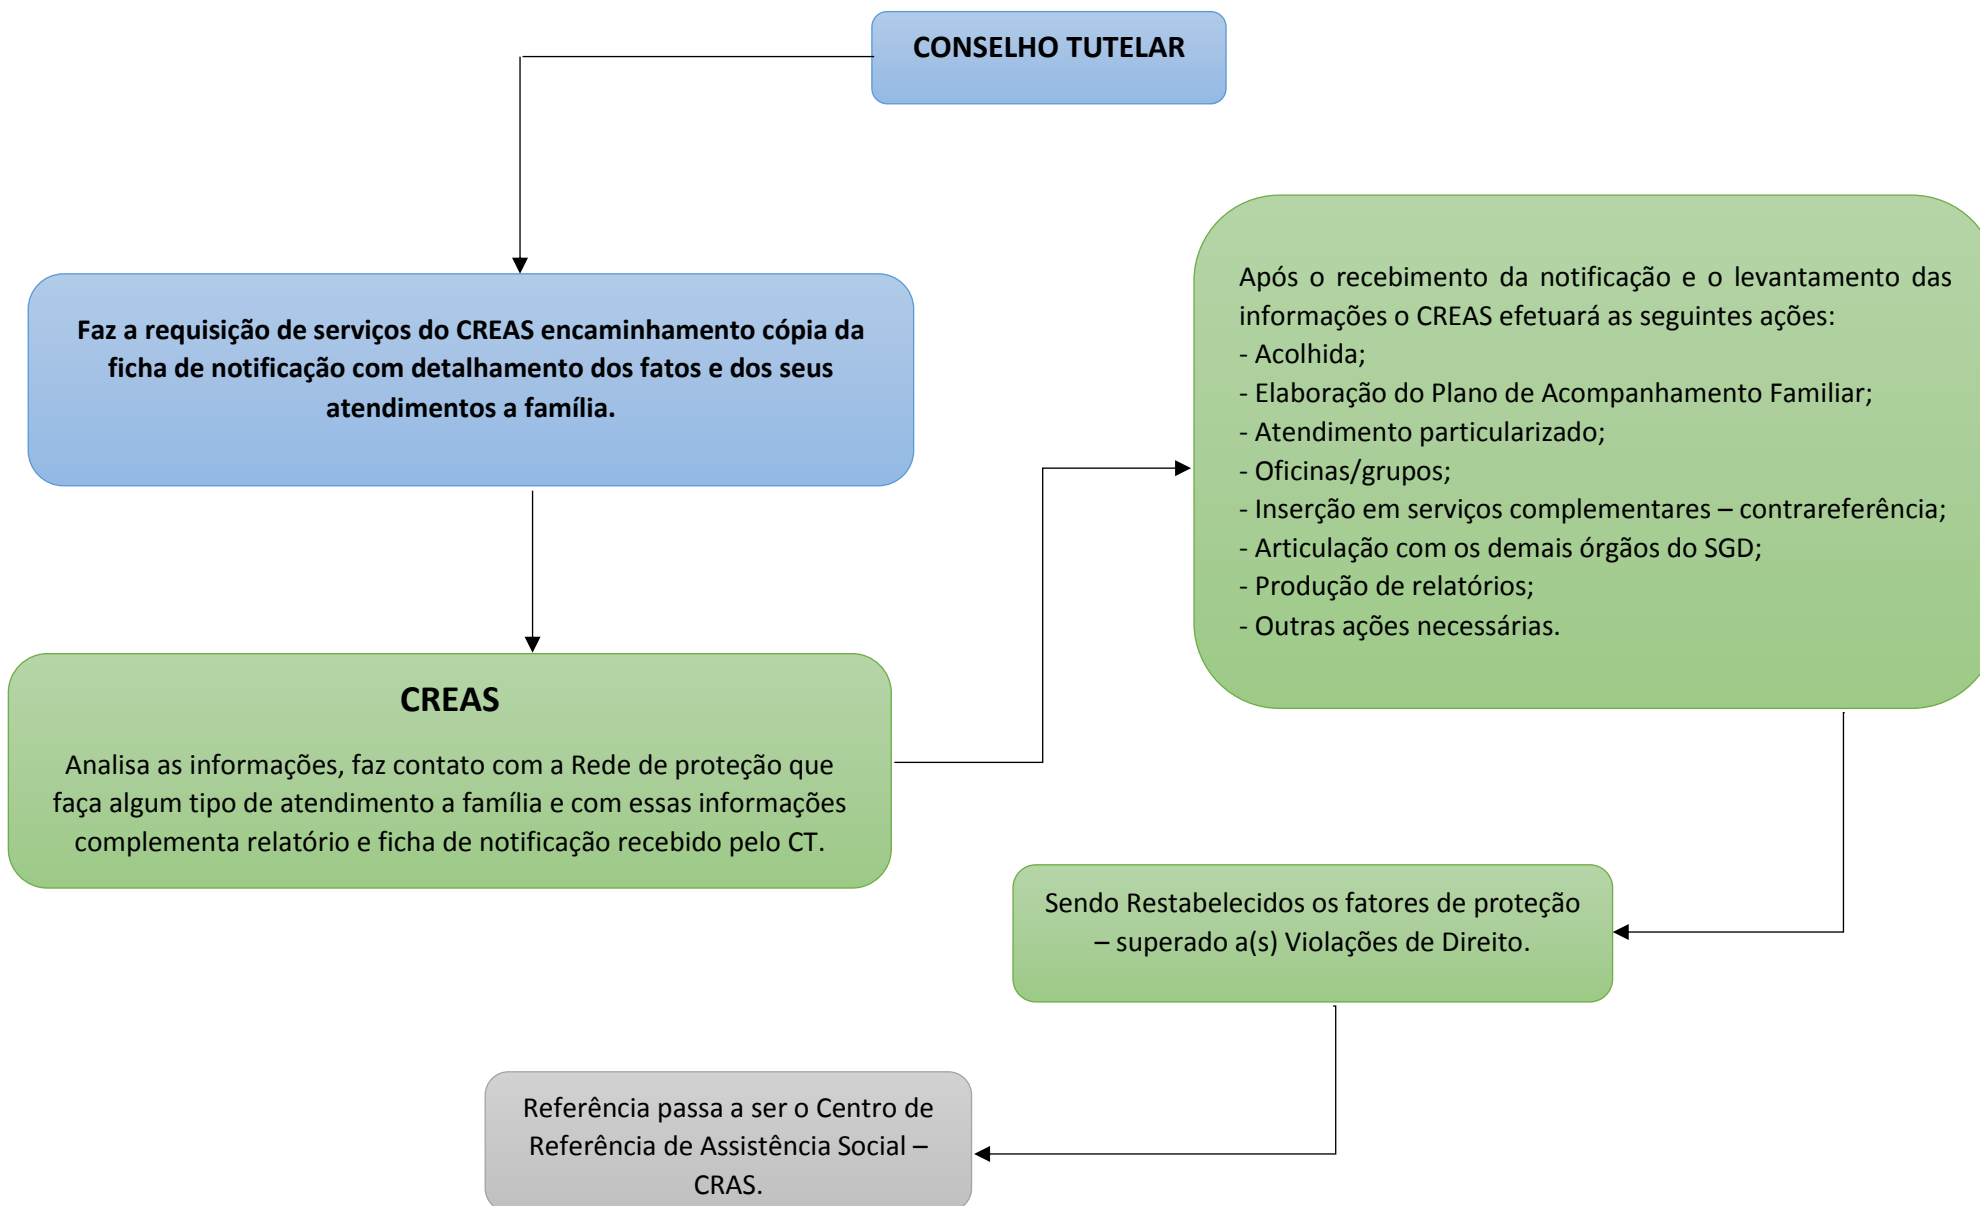 CONSELHO TUTELAR
Faz a requisição de serviços do CREAS encaminhamento cópia da
ficha de notificação com detalhamento dos fatos e dos seus
atendimentos a família.
CREAS
Analisa as informações, faz contato com a Rede de proteção que
faça algum tipo de atendimento a família e com essas informações
complementa relatório e ficha de notificação recebido pelo CT.
Após o recebimento da notificação e o levantamento das
informações o CREAS efetuará as seguintes ações:
- Acolhida;
- Elaboração do Plano de Acompanhamento Familiar;
- Atendimento particularizado;
- Oficinas/grupos;
- Inserção em serviços complementares – contrareferência;
- Articulação com os demais órgãos do SGD;
- Produção de relatórios;
- Outras ações necessárias.
Sendo Restabelecidos os fatores de proteção
– superado a(s) Violações de Direito.
Referência passa a ser o Centro de
Referência de Assistência Social –
CRAS.